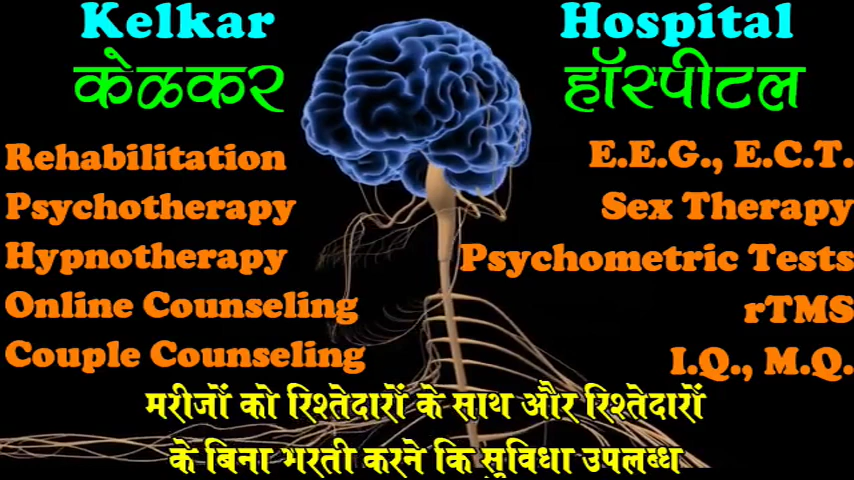 Kelkar Hospital
केळकर हॉस्पीटल
Rehabilitation
Psychotherapy
Hypnotherapy
Online Counseling
Couple Counseling
E.E.G., E.C.T.
Sex Therapy
Psychometric Tests
rTMS
I.Q., M.Q.
मरीजों को रिश्तेदारों के साथ और रिश्तेदारों
के बिना भरती करने कि सुविधा उपलब्ध